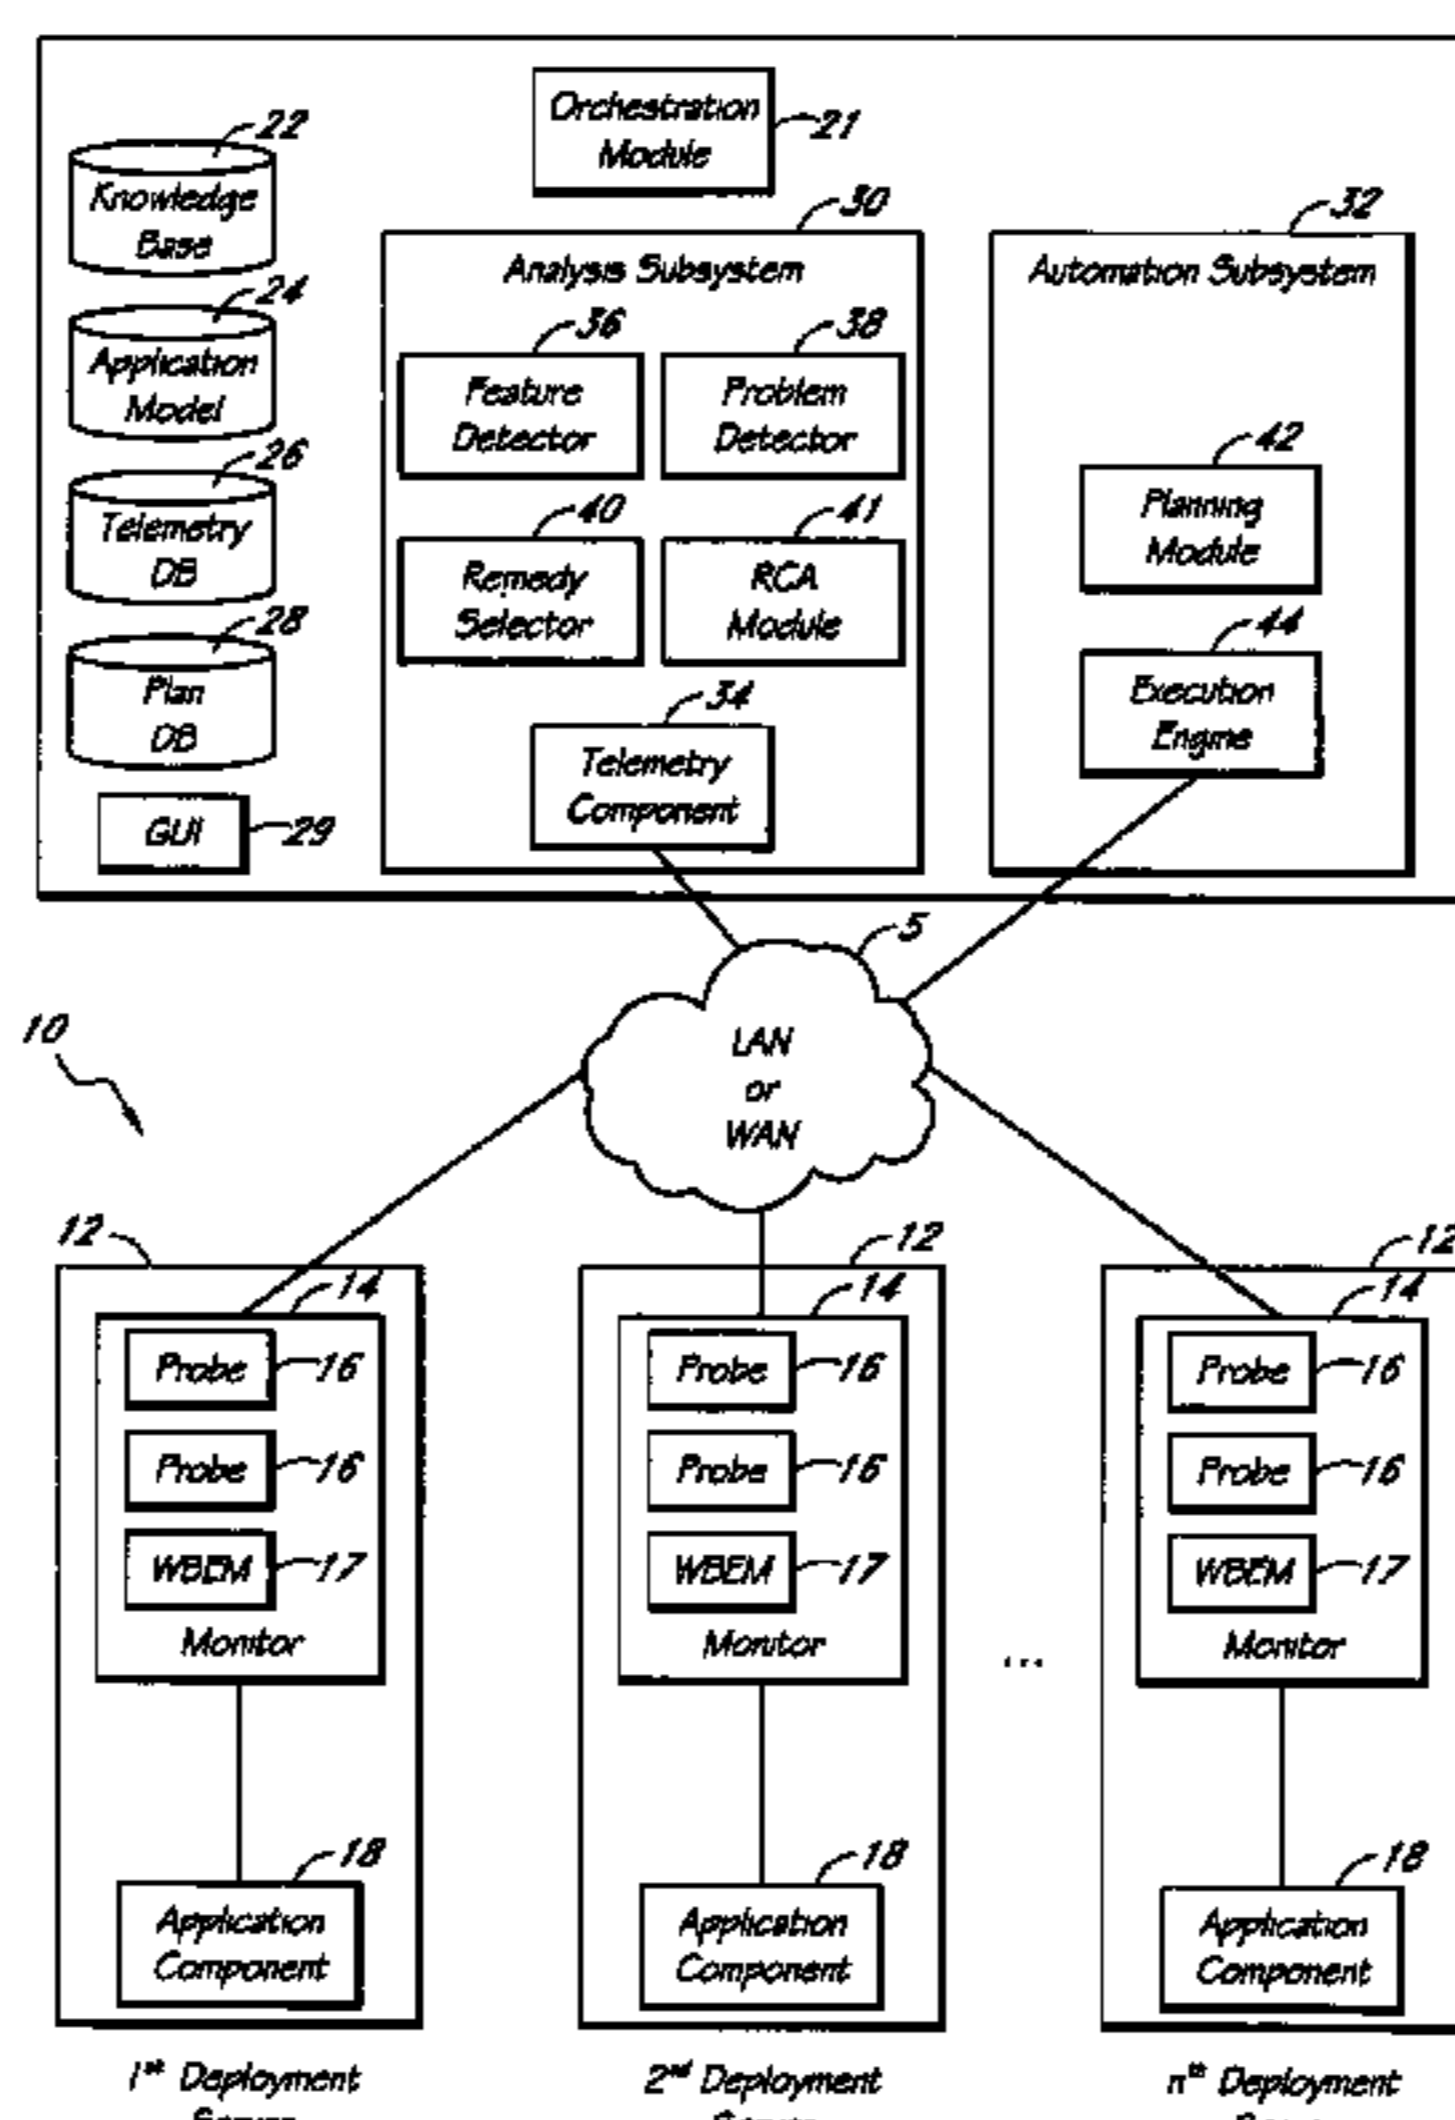 Orchestration
Module
21
22
Knowledge
Base
24
Application
Model
26
Telemetry
DB
28
Plan
DB
GUI
29
30
Analysis Subsystem
36
Feature
Detector
38
Problem
Detector
40
Remedy
Selector
41
RCA
Module
34
Telemetry
Component
32
Automation Subsystem
42
Planning
Module
44
Execution
Engine
5
LAN
or
WAN
10
12
14
Probe
16
Probe
16
WBEM
17
Monitor
18
Application
Component
1st Deployment
12
14
Probe
16
Probe
16
WBEM
17
Monitor
18
Application
Component
2nd Deployment
...
12
14
Probe
16
Probe
16
WBEM
17
Monitor
18
Application
Component
nth Deployment